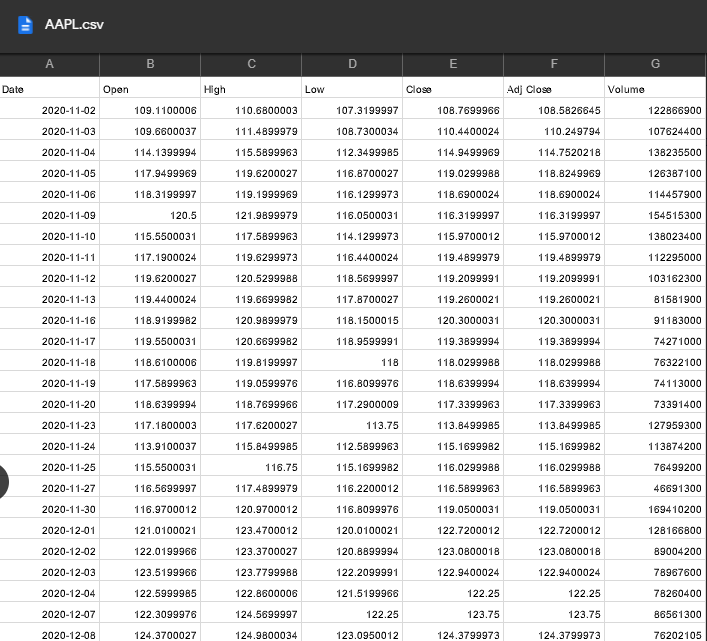 AAPL.csv
A B C D E F G
Date Open High Low Close Adj Close Volume
2020-11-02 109.1100006 110.6800003 107.3199997 108.7699966 108.5826645 122866900
2020-11-03 109.6600037 111.4899979 108.7300034 110.4400024 110.249794 107624400
2020-11-04 114.1399994 115.5899963 112.3499985 114.9499969 114.7520218 138235500
2020-11-05 117.9499969 119.6200027 116.8700027 119.0299988 118.8249969 126387100
2020-11-06 118.3199997 119.1999969 116.1299973 118.6900024 118.6900024 114457900
2020-11-09 120.5 121.9899979 116.0500031 116.3199997 116.3199997 154515300
2020-11-10 115.5500031 117.5899963 114.1299973 115.9700012 115.9700012 138023400
2020-11-11 117.1900024 119.6299973 116.4400024 119.4899979 119.4899979 112295000
2020-11-12 119.6200027 120.5299988 118.5699997 119.2099991 119.2099991 103162300
2020-11-13 119.4400024 119.6699982 117.8700027 119.2600021 119.2600021 81581900
2020-11-16 118.9199982 120.9899979 118.1500015 120.3000031 120.3000031 91183000
2020-11-17 119.5500031 120.6699982 118.9599991 119.3899994 119.3899994 74271000
2020-11-18 118.6100006 119.8199997 118 118.0299988 118.0299988 76322100
2020-11-19 117.5899963 119.0599976 116.8099976 118.6399994 118.6399994 74113000
2020-11-20 118.6399994 118.7699966 117.2900009 117.3399963 117.3399963 73391400
2020-11-23 117.1800003 117.6200027 113.75 113.8499985 113.8499985 127959300
2020-11-24 113.9100037 115.8499985 112.5899963 115.1699982 115.1699982 113874200
2020-11-25 115.5500031 116.75 115.1699982 116.0299988 116.0299988 76499200
2020-11-27 116.5699997 117.4899979 116.2200012 116.5899963 116.5899963 46691300
2020-11-30 116.9700012 120.9700012 116.8099976 119.0500031 119.0500031 169410200
2020-12-01 121.0100021 123.4700012 120.0100021 122.7200012 122.7200012 128166800
2020-12-02 122.0199966 123.3700027 120.8899994 123.0800018 123.0800018 89004200
2020-12-03 123.5199966 123.7799988 122.2099991 122.9400024 122.9400024 78967600
2020-12-04 122.5999985 122.8600006 121.5199966 122.25 122.25 78260400
2020-12-07 122.3099976 124.5699997 122.25 123.75 123.75 86561300
2020-12-08 124.3700027 124.9800034 123.0950012 124.3799973 124.3799973 76202105